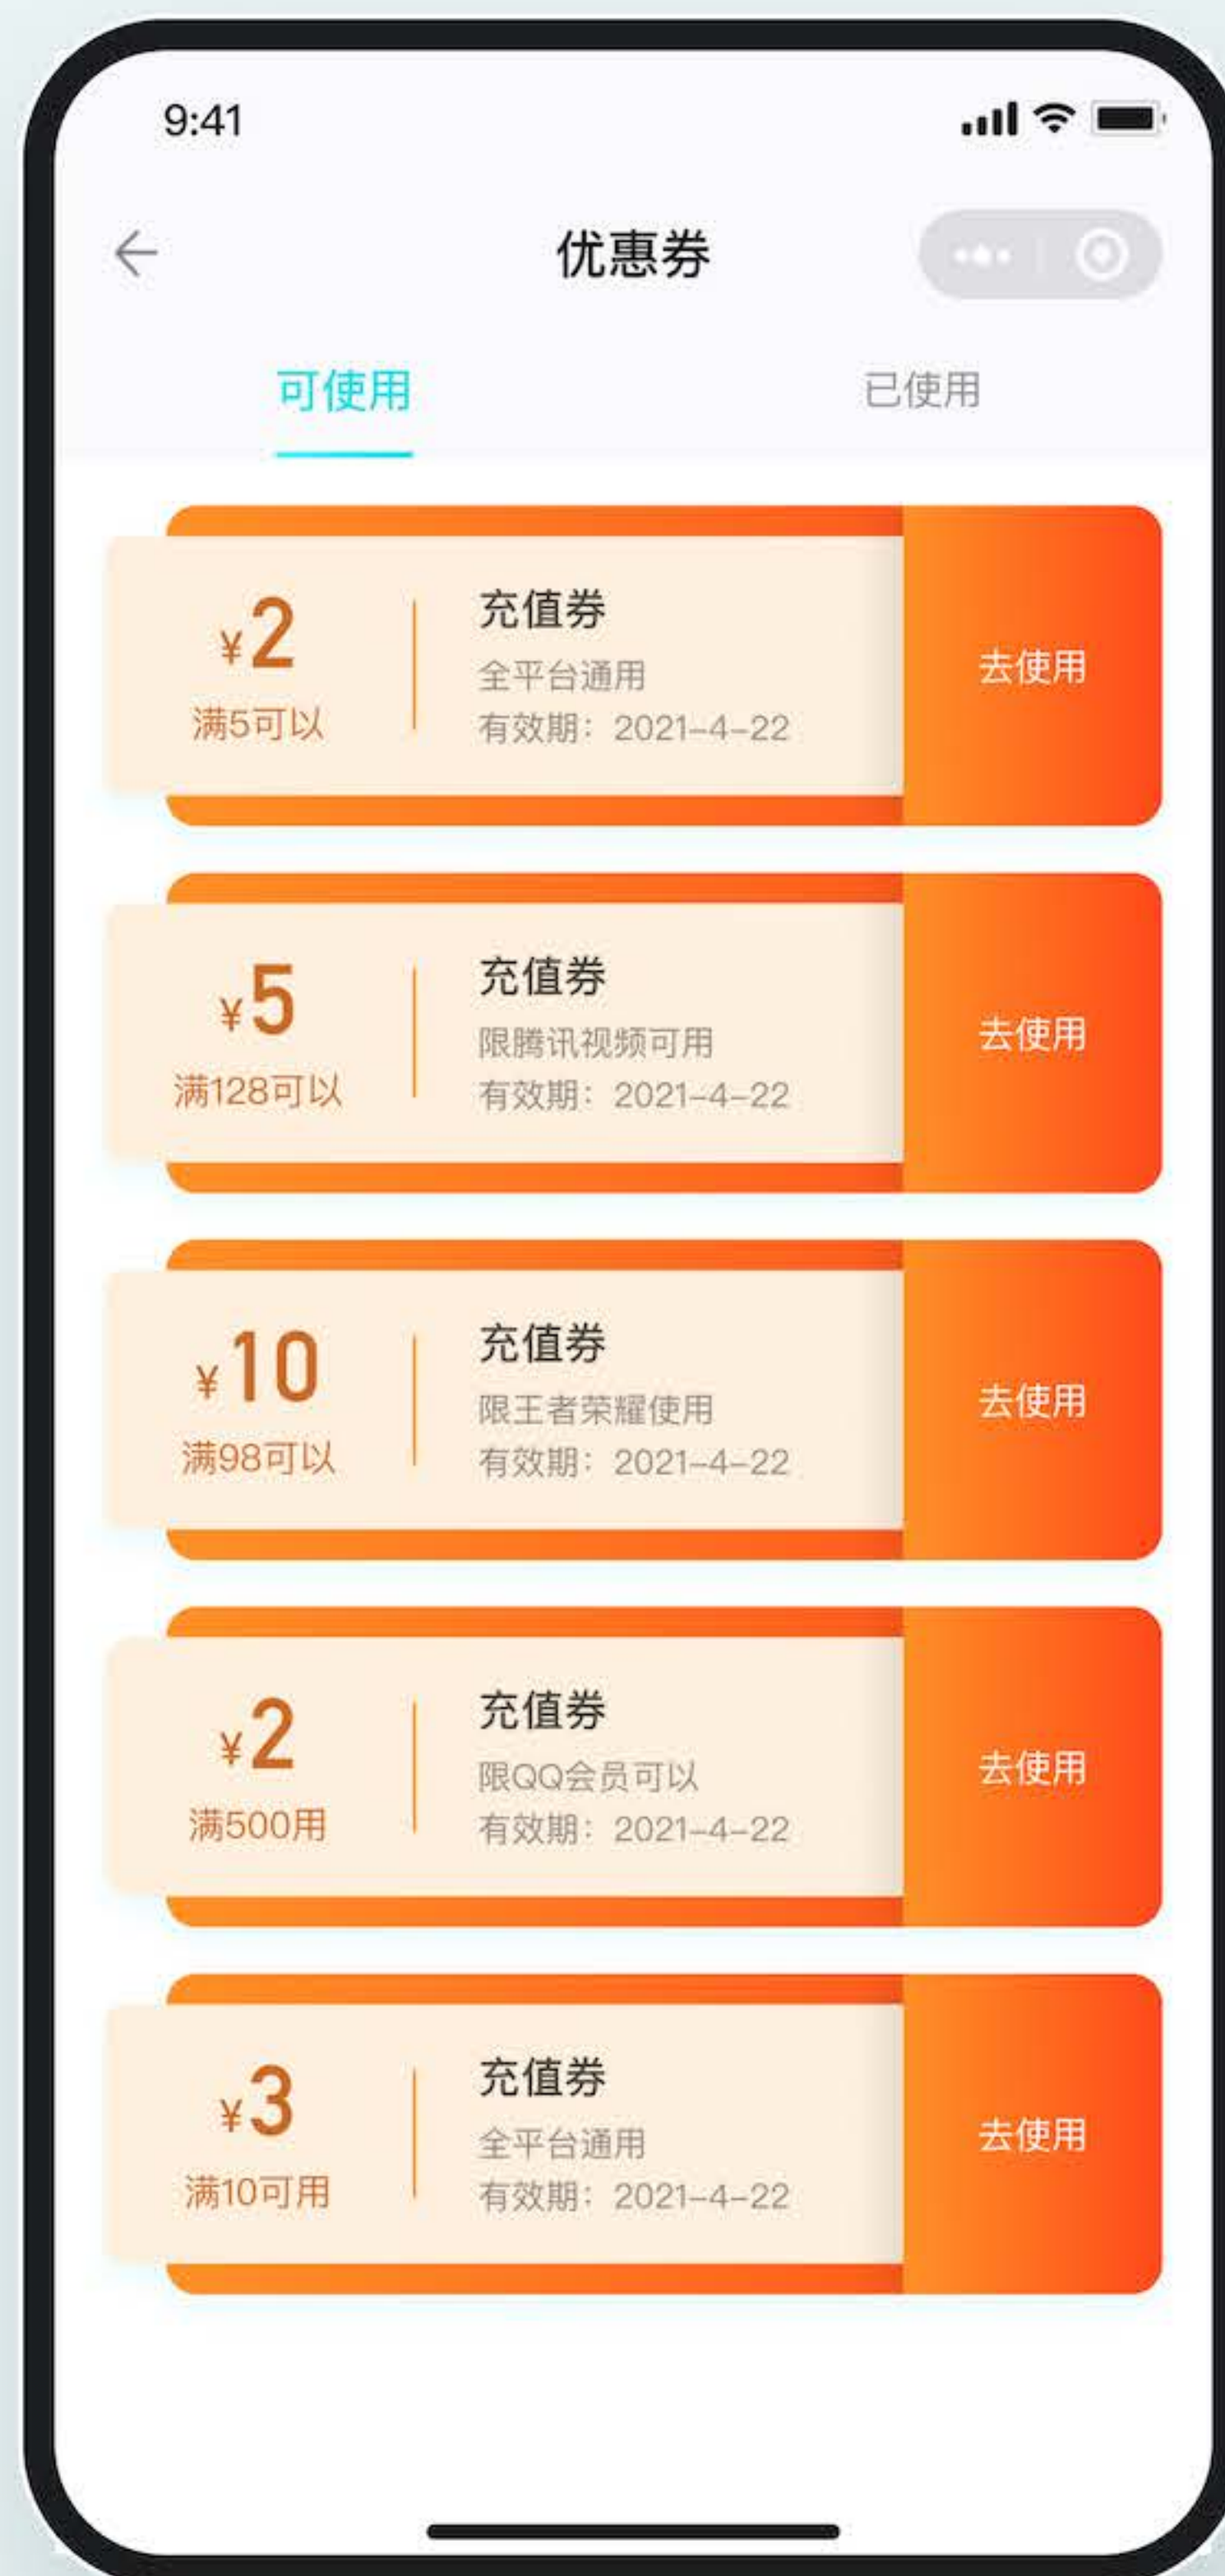 9:41
优惠券
可使用 已使用
¥2
满5可以
充值券
全平台通用
有效期：2021-4-22
去使用
¥5
满128可以
充值券
限腾讯视频可用
有效期：2021-4-22
去使用
¥10
满98可以
充值券
限王者荣耀使用
有效期：2021-4-22
去使用
¥2
满500用
充值券
限QQ会员可以
有效期：2021-4-22
去使用
¥3
满10可用
充值券
全平台通用
有效期：2021-4-22
去使用